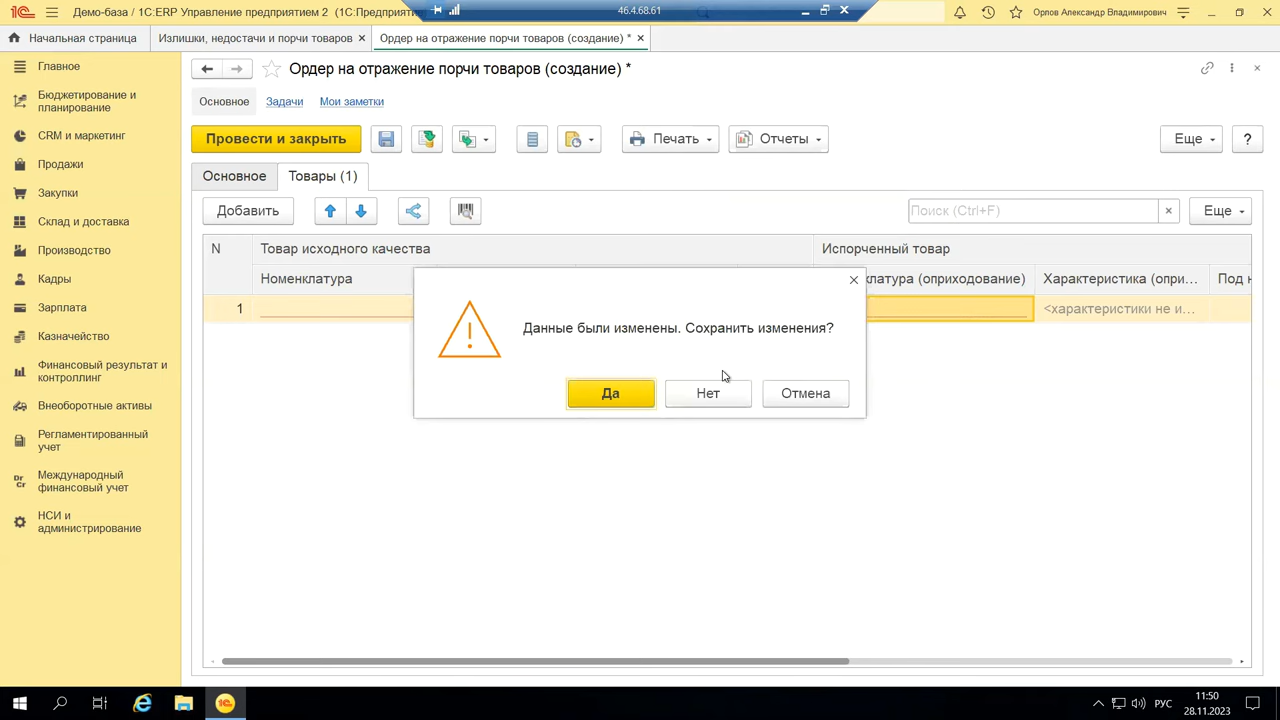 Демо-база / 1С:ERP Управление предприятием 2 (1С:Предприятие
46.4.68.61
Орлов Александр Владимирович
Начальная страница
Излишки, недостачи и порчи товаров ×
Ордер на отражение порчи товаров (создание) * ×
Главное
Бюджетирование и
планирование
CRM и маркетинг
Продажи
Закупки
Склад и доставка
Производство
Кадры
Зарплата
Казначейство
Финансовый результат и
контроллинг
Внеоборотные активы
Регламентированный
учет
Международный
финансовый учет
НСИ и
администрирование
Ордер на отражение порчи товаров (создание) *
Основное Задачи Мои заметки
Провести и закрыть Печать Отчеты Еще ?
Основное Товары (1)
Добавить Поиск (Ctrl+F) × Еще
N Товар исходного качества Испорченный товар
Номенклатура клатура (оприходование) Характеристика (опри... Под н
1 <характеристики не и...
Данные были изменены. Сохранить изменения?
Да Нет Отмена
РУС
11:50
28.11.2023